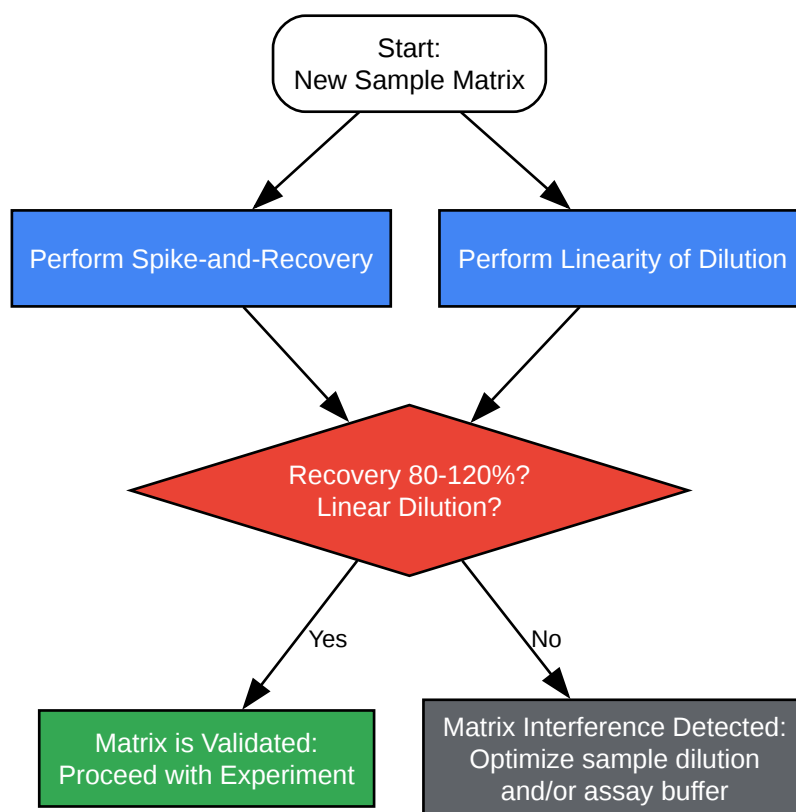 Start:
New Sample Matrix
Perform Spike-and-Recovery
Perform Linearity of Dilution
Recovery 80-120%?
Linear Dilution?
Yes
No
Matrix is Validated:
Proceed with Experiment
Matrix Interference Detected:
Optimize sample dilution
and/or assay buffer